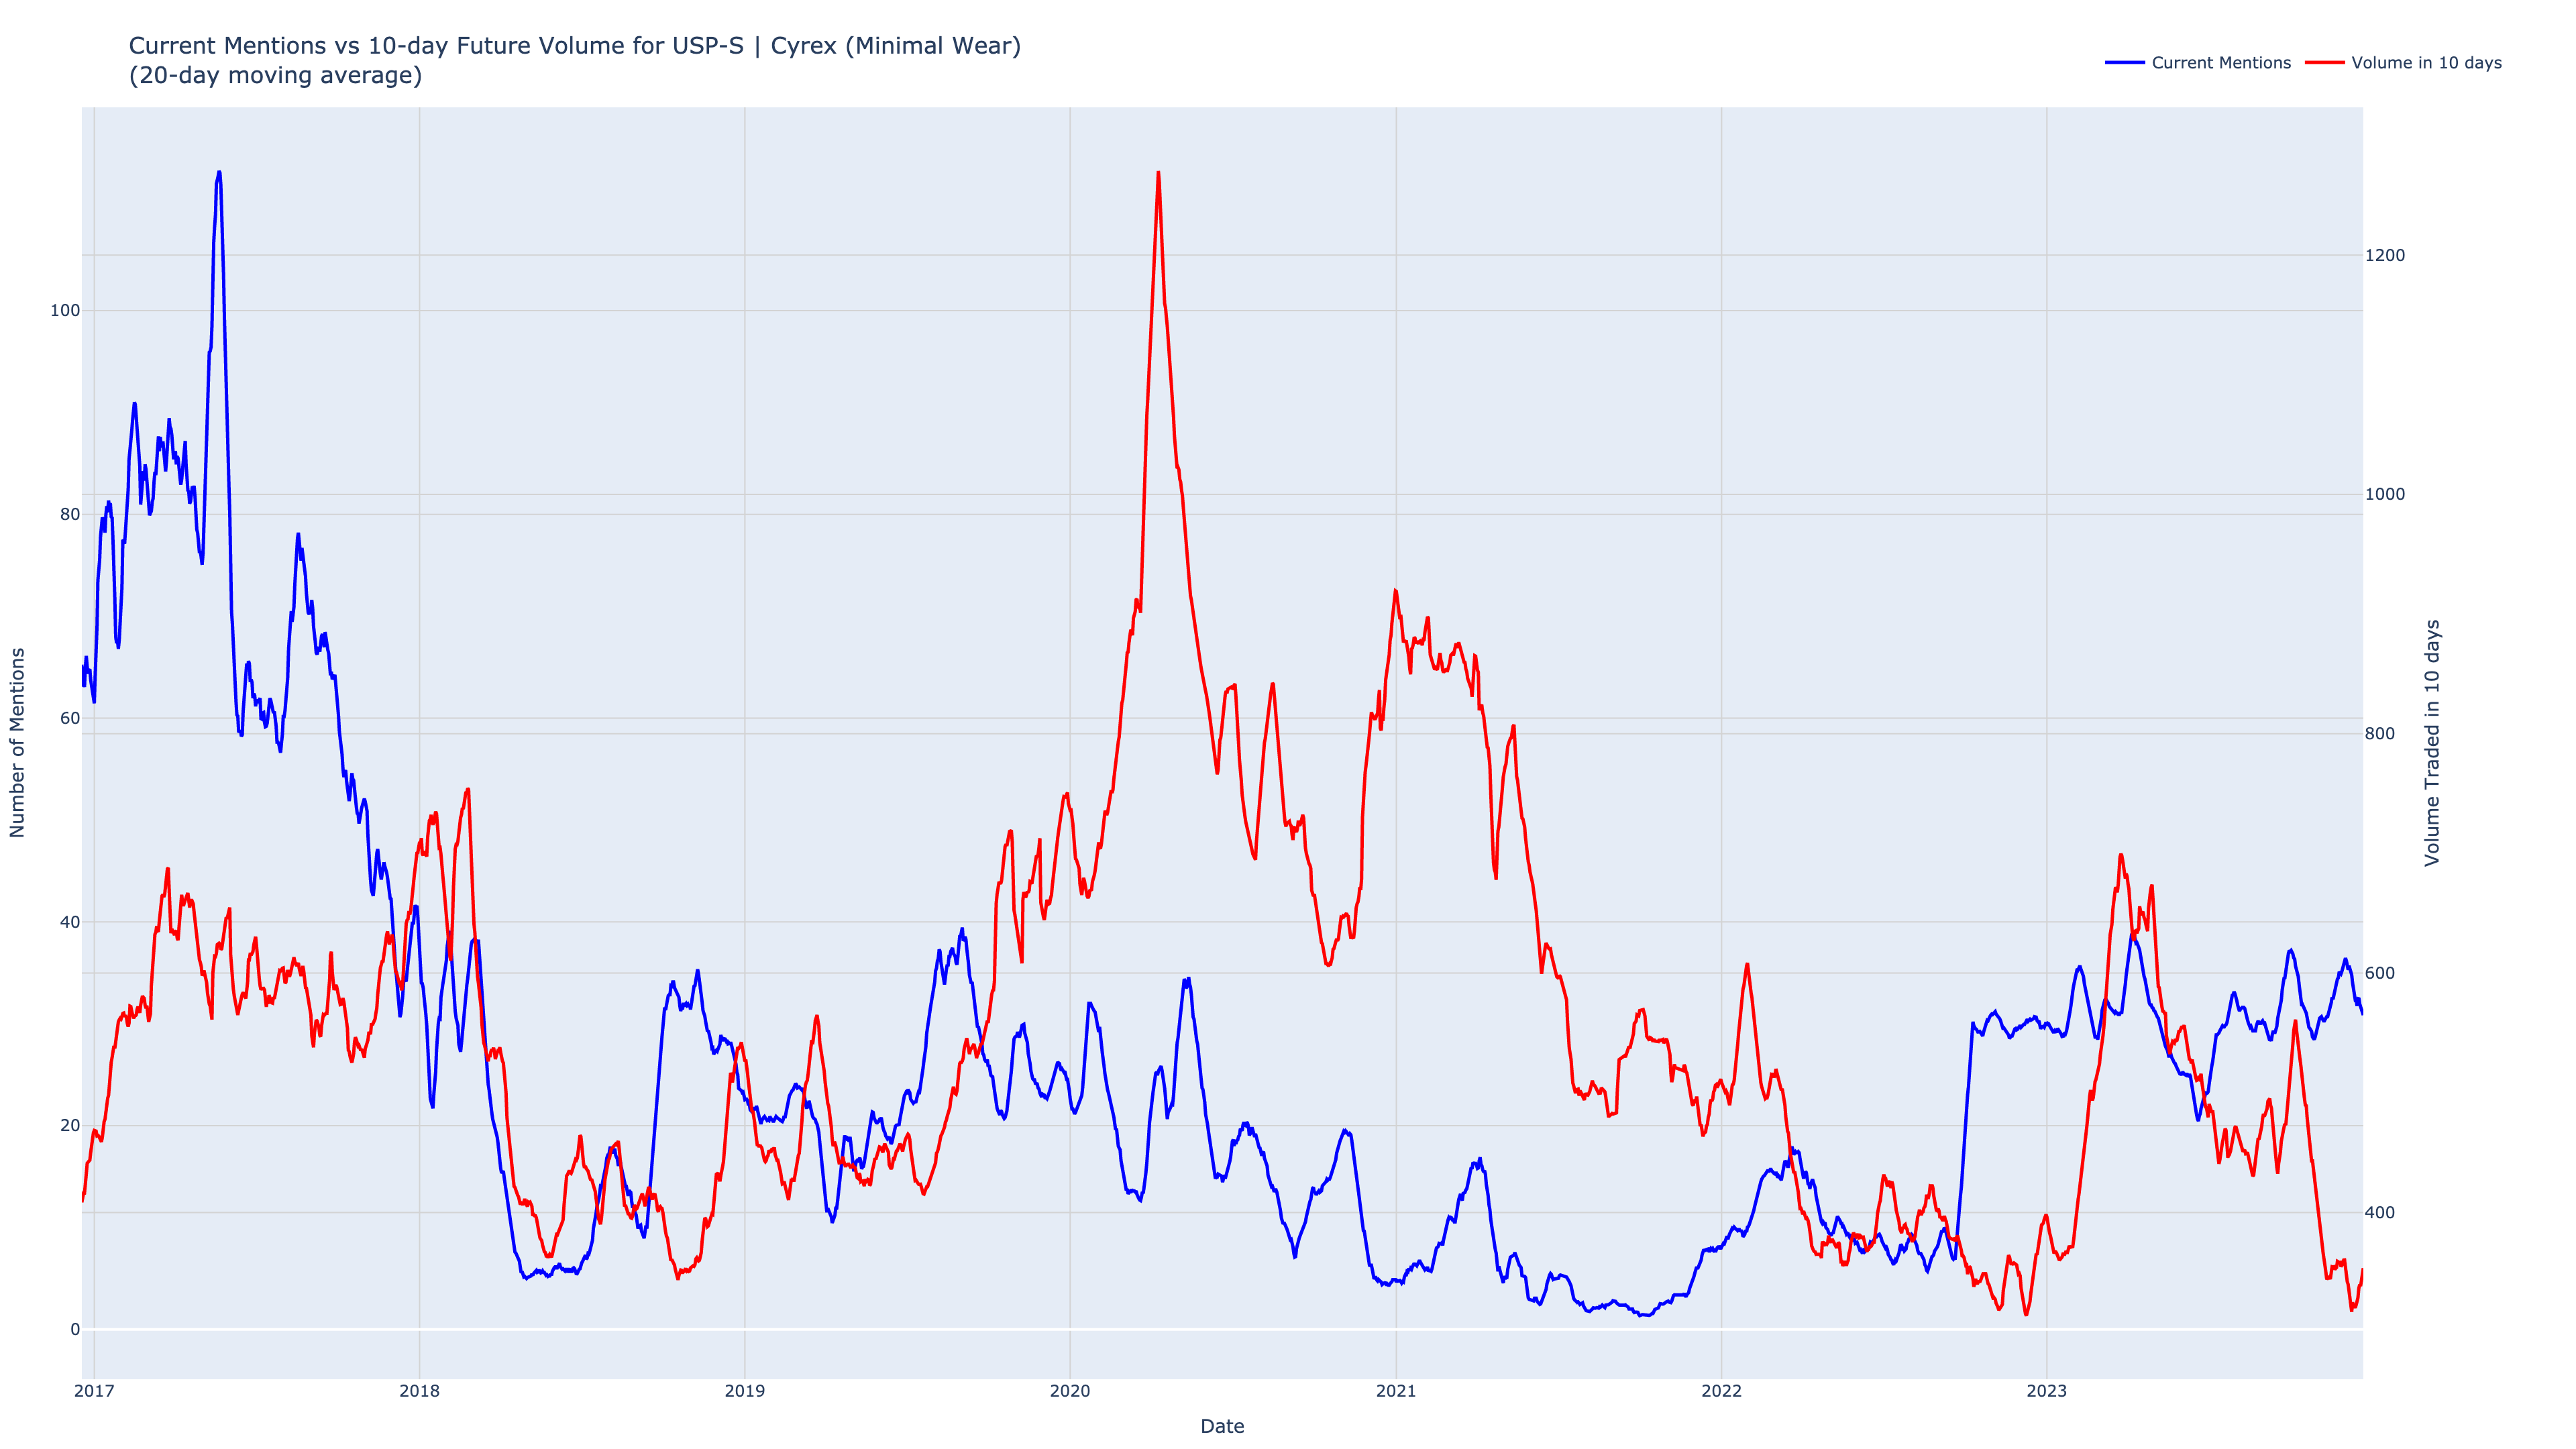 Current Mentions vs 10-day Future Volume for USP-S | Cyrex (Minimal Wear)
(20-day moving average)
Current Mentions
Volume in 10 days
1200
100
1000
80
60
800
Number of Mentions
Volume Traded in 10 days
40
600
20
400
0
2017
2018
2019
2020
2021
2022
2023
Date